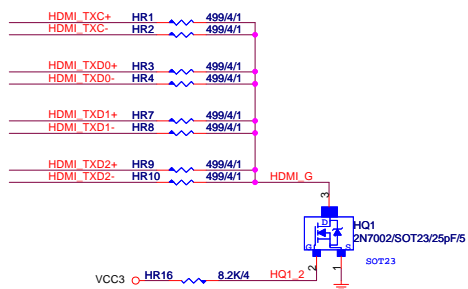 HDMI_TXC+ HR1 499/4/1
HDMI_TXC- HR2 499/4/1
HDMI_TXD0+ HR3 499/4/1
HDMI_TXD0- HR4 499/4/1
HDMI_TXD1+ HR7 499/4/1
HDMI_TXD1- HR8 499/4/1
HDMI_TXD2+ HR9 499/4/1
HDMI_TXD2- HR10 499/4/1
HDMI_G
3
D
HQ1
2N7002/SOT23/25pF/5
G S
SOT23
2 1
VCC3 HR16 8.2K/4 HQ1_2